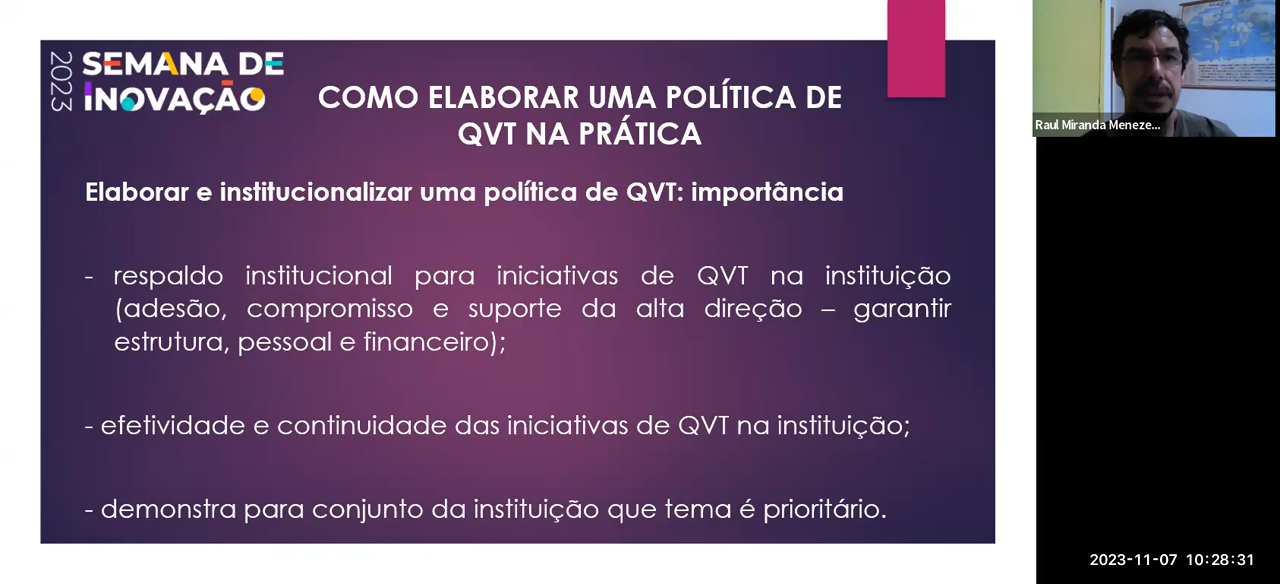 2023
SEMANA DE
INOVAÇÃO
COMO ELABORAR UMA POLÍTICA DE
QVT NA PRÁTICA
Elaborar e institucionalizar uma política de QVT: importância
- respaldo institucional para iniciativas de QVT na instituição
(adesão, compromisso e suporte da alta direção – garantir
estrutura, pessoal e financeiro);
- efetividade e continuidade das iniciativas de QVT na instituição;
- demonstra para conjunto da instituição que tema é prioritário.
Raul Miranda Meneze...
2023-11-07 10:28:31